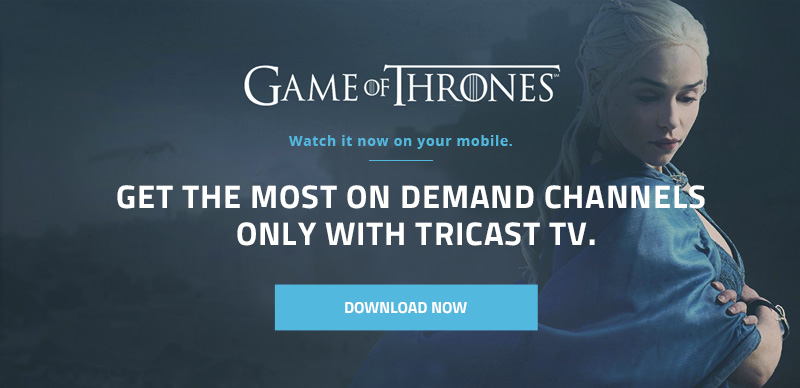 GAME OF THRONES℠
Watch it now on your mobile.
GET THE MOST ON DEMAND CHANNELS
ONLY WITH TRICAST TV.
DOWNLOAD NOW